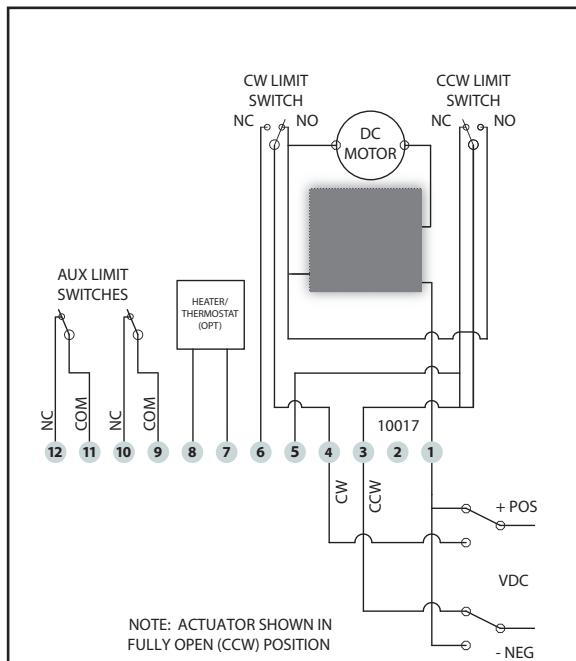 CW LIMIT
SWITCH
CCW LIMIT
SWITCH
NC
NO
DC
MOTOR
NC
NO
AUX LIMIT
SWITCHES
HEATER/
THERMOSTAT
(OPT)
NC
COM
NC
COM
10017
12
11
10
9
8
7
6
5
4
3
2
1
CW
CCW
+ POS
VDC
- NEG
NOTE: ACTUATOR SHOWN IN
FULLY OPEN (CCW) POSITION